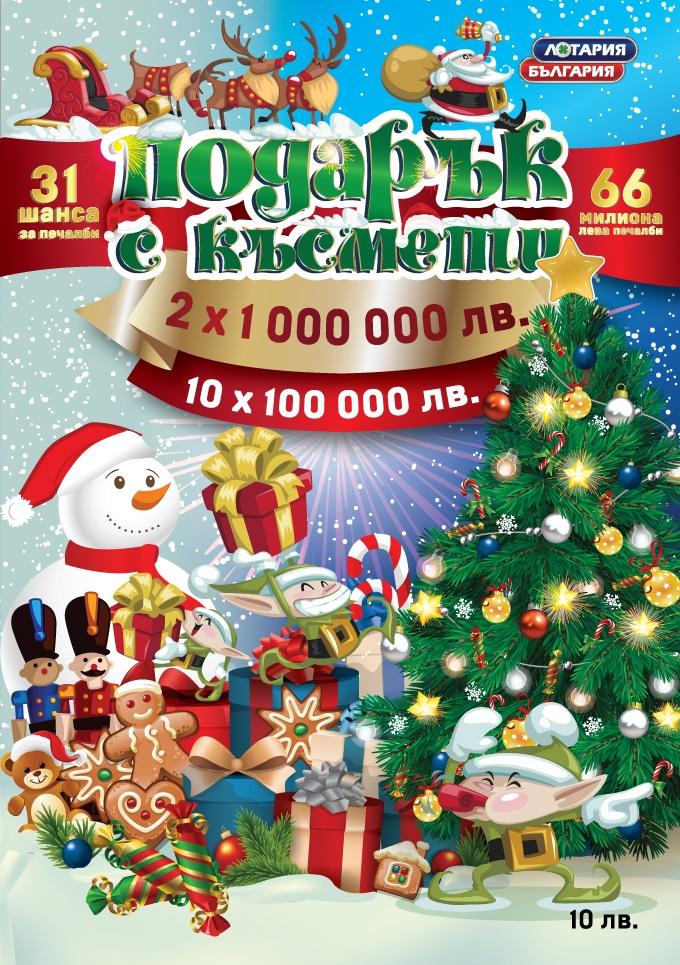 ЛОТАРИЯ
БЪЛГАРИЯ
подарък
с късмети
31
шанса
за печалби
66
милиона
лева печалби
2 x 1 000 000 лв.
10 x 100 000 лв.
10 лв.